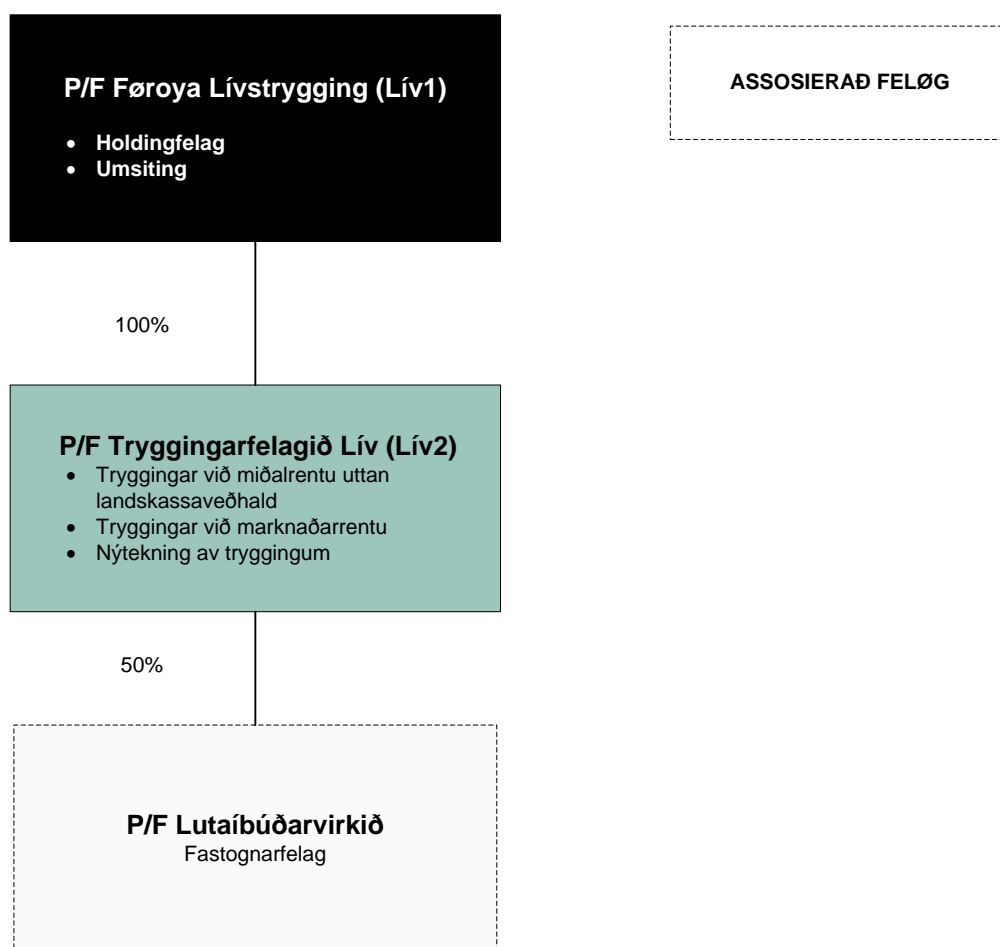 P/F Føroya Lívstrygging (Lív1)
• Holdingfelag
• Umsiting
ASSOSIERAÐ FELØG
100%
P/F Tryggingarfelagið Lív (Lív2)
• Tryggingar við miðalrentu uttan
landskassaveðhald
• Tryggingar við marknaðarrentu
• Nýtekning av tryggingum
50%
P/F Lutaíbúðarvirkið
Fastognarfelag